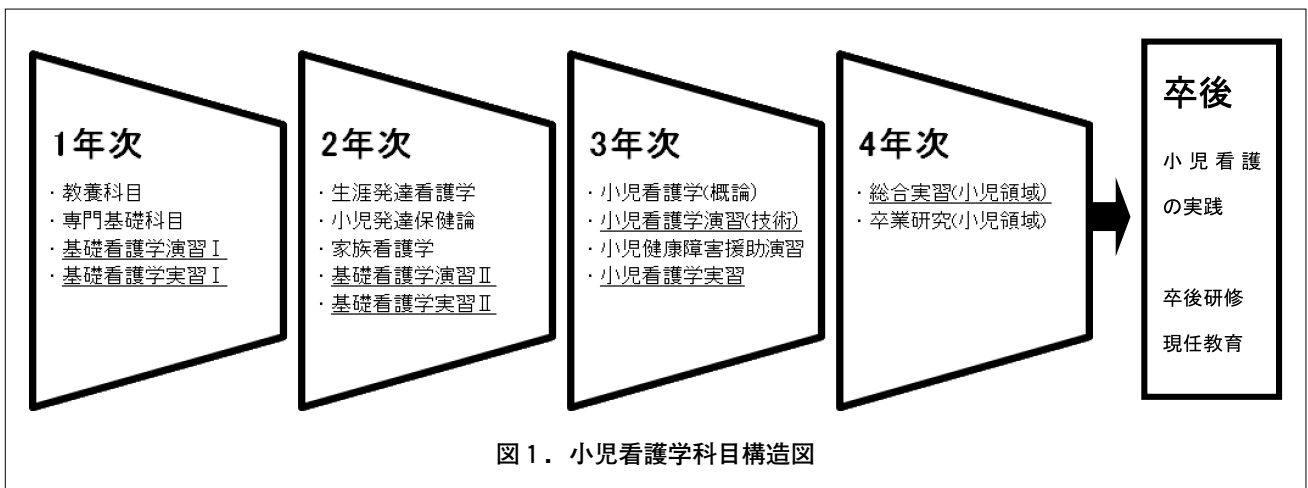 1年次
・教養科目
・専門基礎科目
・基礎看護学演習Ⅰ
・基礎看護学実習Ⅰ
2年次
・生涯発達看護学
・小児発達保健論
・家族看護学
・基礎看護学演習Ⅱ
・基礎看護学実習Ⅱ
3年次
・小児看護学(概論)
・小児看護学演習(技術)
・小児健康障害援助演習
・小児看護学実習
4年次
・総合実習(小児領域)
・卒業研究(小児領域)
卒後
小児看護
の実践
卒後研修
現任教育
図1．小児看護学科目構造図